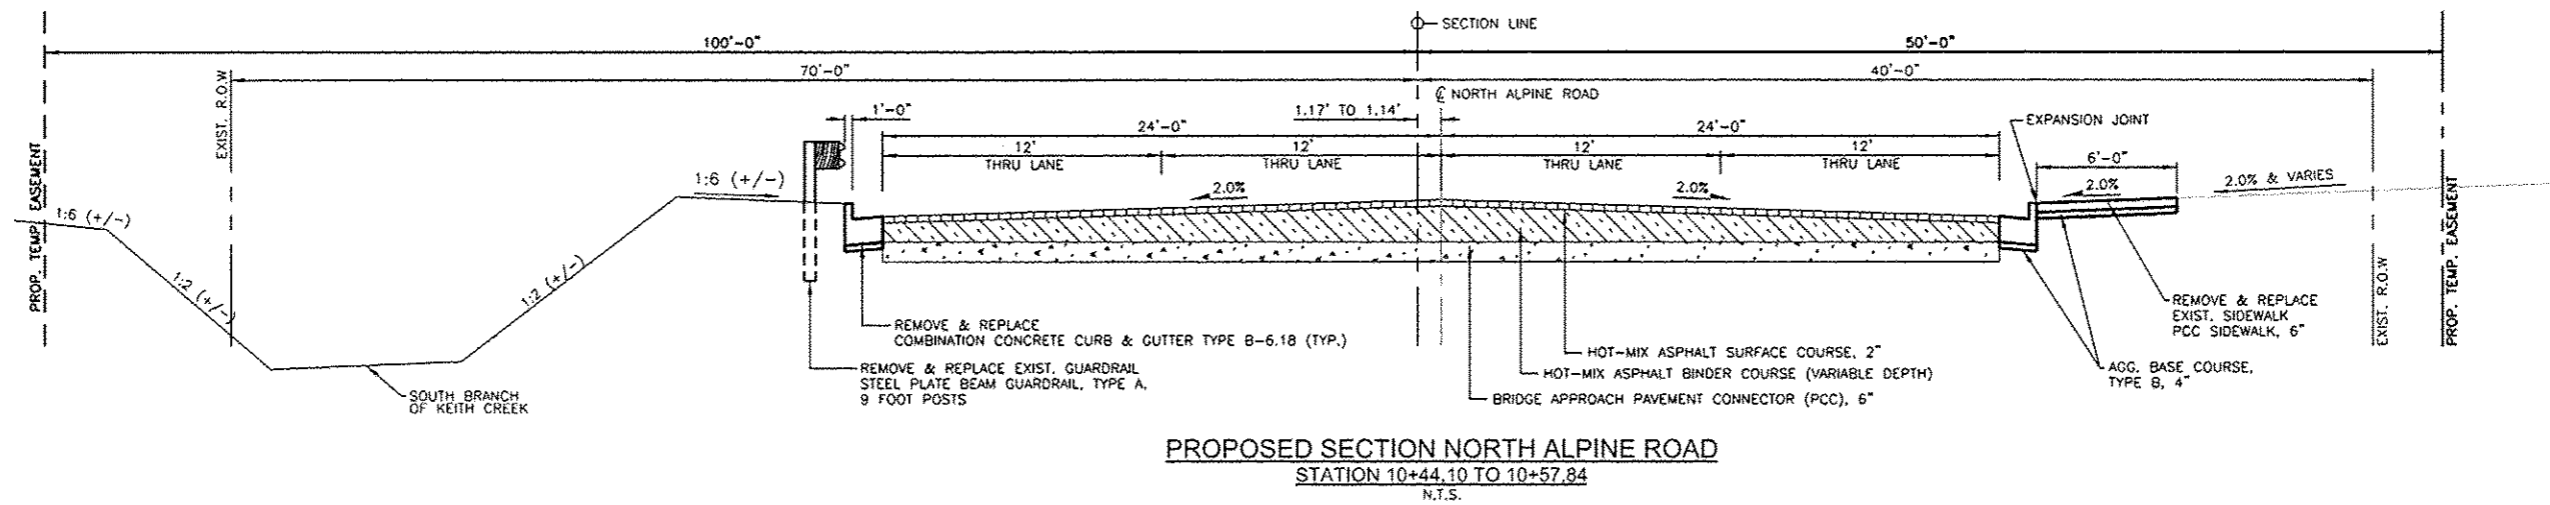 SECTION LINE
100'-0"
50'-0"
70'-0"
40'-0"
EXIST. R.O.W
PROP. TEMP. EASEMENT
℄ NORTH ALPINE ROAD
1.17' TO 1.14'
1'-0"
24'-0"
24'-0"
EXPANSION JOINT
12'
THRU LANE
12'
THRU LANE
12'
THRU LANE
12'
THRU LANE
6'-0"
1:6 (+/-)
2.0%
2.0%
2.0%
2.0% & VARIES
1:6 (+/-)
1:2 (+/-)
1:2 (+/-)
PROP. TEMP. EASEMENT
EXIST. R.O.W
REMOVE & REPLACE
COMBINATION CONCRETE CURB & GUTTER TYPE B-6.18 (TYP.)
REMOVE & REPLACE EXIST. GUARDRAIL
STEEL PLATE BEAM GUARDRAIL, TYPE A,
9 FOOT POSTS
SOUTH BRANCH
OF KEITH CREEK
HOT-MIX ASPHALT SURFACE COURSE, 2"
HOT-MIX ASPHALT BINDER COURSE (VARIABLE DEPTH)
BRIDGE APPROACH PAVEMENT CONNECTOR (PCC), 6"
REMOVE & REPLACE
EXIST. SIDEWALK
PCC SIDEWALK, 6"
AGG. BASE COURSE,
TYPE B, 4"
PROPOSED SECTION NORTH ALPINE ROAD
STATION 10+44.10 TO 10+57.84
N.T.S.